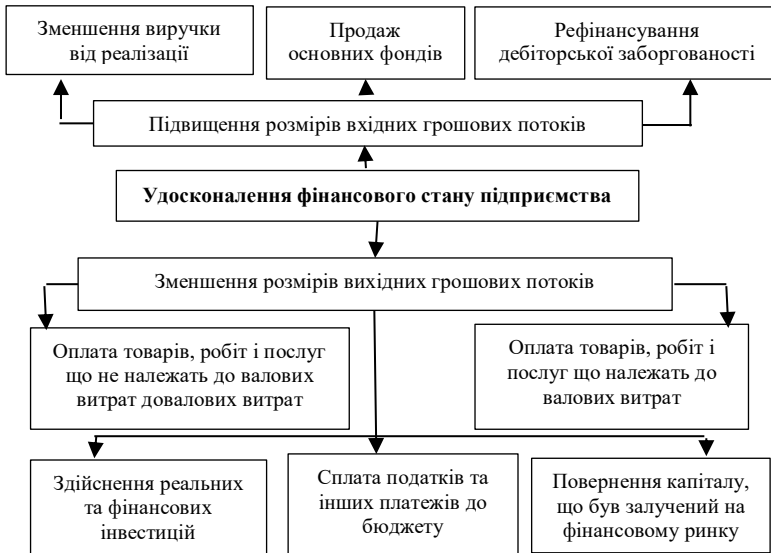 Зменшення виручки
від реалізації
Продаж
основних фондів
Рефінансування
дебіторської заборгованості
Підвищення розмірів вхідних грошових потоків
Удосконалення фінансового стану підприємства
Зменшення розмірів вихідних грошових потоків
Оплата товарів, робіт і послуг
що не належать до валових
витрат довалових витрат
Оплата товарів, робіт і
послуг що належать до
валових витрат
Здійснення реальних
та фінансових
інвестицій
Сплата податків та
інших платежів до
бюджету
Повернення капіталу,
що був залучений на
фінансовому ринку